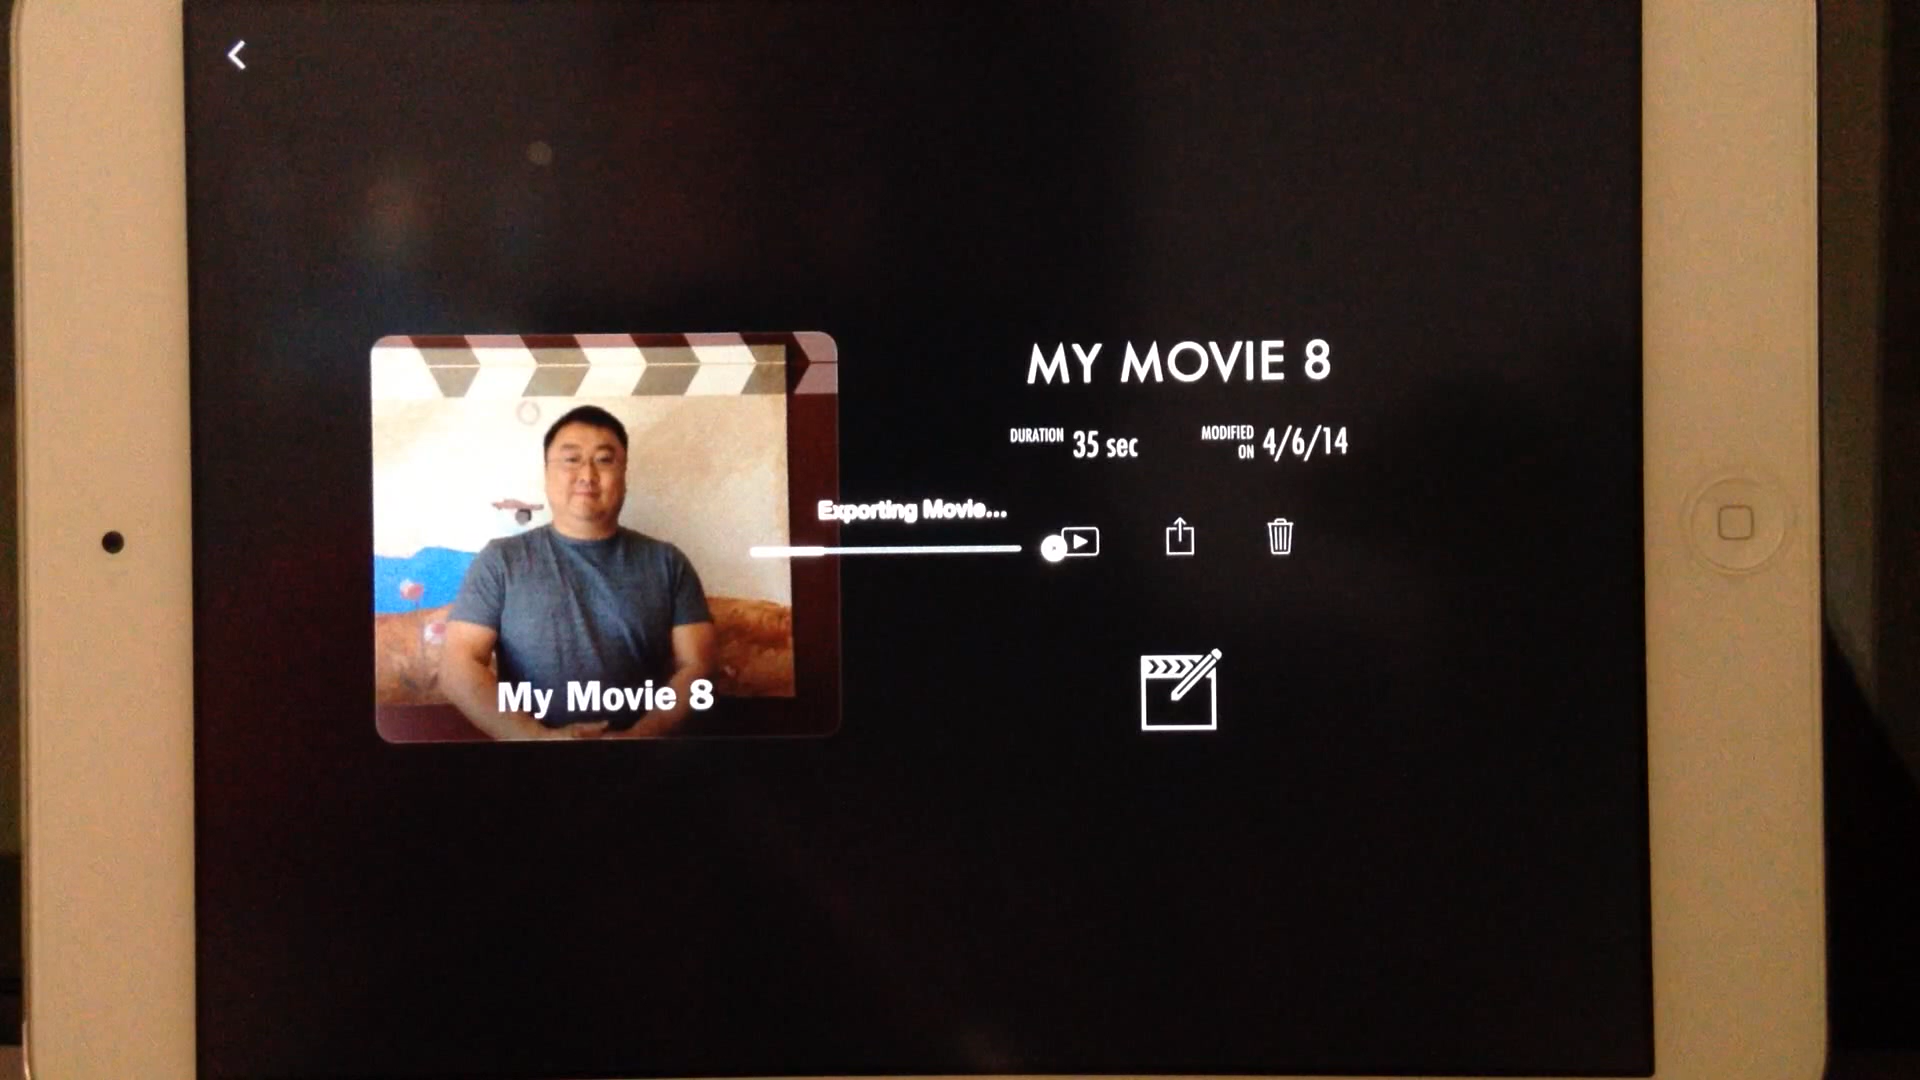 MY MOVIE 8
DURATION 35 sec
MODIFIED ON 4/6/14
Exporting Movie...
My Movie 8